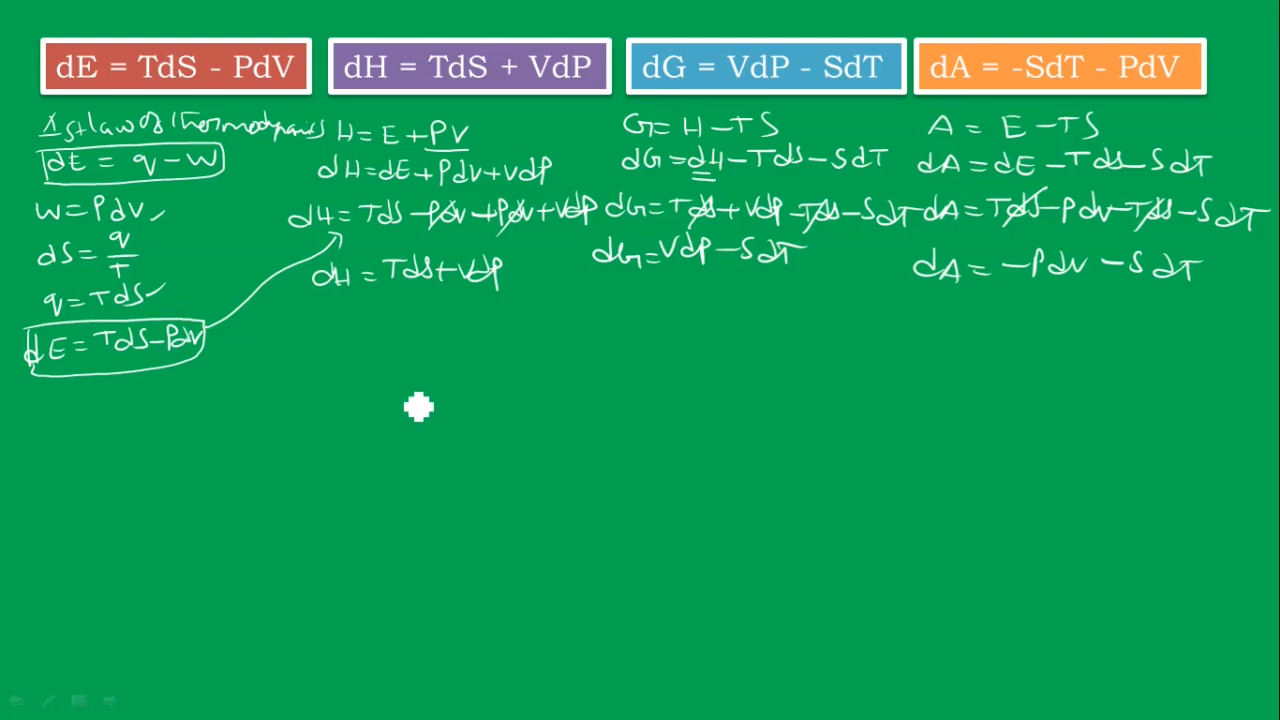 dE = TdS - PdV
dH = TdS + VdP
dG = VdP - SdT
dA = -SdT - PdV
Ist law of Thermodynamics
dE = q - w
w = Pdv
dS = q/T
q = Tds
dE = Tds - Pdv
H = E + PV
dH = dE + Pdv + vdp
dH = Tds - Pdv + Pdv + vdp
dH = Tds + vdp
G = H - TS
dG = dH - Tds - SdT
dG = Tds + vdp - Tds - SdT
dG = vdp - SdT
A = E - TS
dA = dE - Tds - SdT
dA = Tds - Pdv - Tds - SdT
dA = -Pdv - SdT